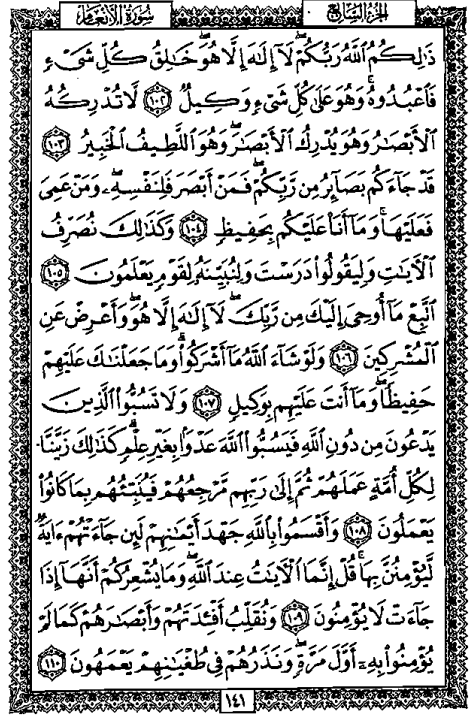 الجزء السابع
سورة الأنعام
ذَٰلِكُمُ ٱللَّهُ رَبُّكُمْ ۖ لَآ إِلَٰهَ إِلَّا هُوَ ۖ خَٰلِقُ كُلِّ شَىْءٍ
فَٱعْبُدُوهُ ۚ وَهُوَ عَلَىٰ كُلِّ شَىْءٍ وَكِيلٌ ١٠٢ لَّا تُدْرِكُهُ
ٱلْأَبْصَٰرُ وَهُوَ يُدْرِكُ ٱلْأَبْصَٰرَ ۖ وَهُوَ ٱللَّطِيفُ ٱلْخَبِيرُ ١٠٣
قَدْ جَآءَكُم بَصَآئِرُ مِن رَّبِّكُمْ ۖ فَمَنْ أَبْصَرَ فَلِنَفْسِهِۦ ۖ وَمَنْ عَمِىَ
فَعَلَيْهَا ۚ وَمَآ أَنَا۠ عَلَيْكُم بِحَفِيظٍ ١٠٤ وَكَذَٰلِكَ نُصَرِّفُ
ٱلْءَايَٰتِ وَلِيَقُولُوا۟ دَرَسْتَ وَلِنُبَيِّنَهُۥ لِقَوْمٍ يَعْلَمُونَ ١٠٥
ٱتَّبِعْ مَآ أُوحِىَ إِلَيْكَ مِن رَّبِّكَ ۖ لَآ إِلَٰهَ إِلَّا هُوَ ۖ وَأَعْرِضْ عَنِ
ٱلْمُشْرِكِينَ ١٠٦ وَلَوْ شَآءَ ٱللَّهُ مَآ أَشْرَكُوا۟ ۗ وَمَا جَعَلْنَٰكَ عَلَيْهِمْ
حَفِيظًا ۖ وَمَآ أَنتَ عَلَيْهِم بِوَكِيلٍ ١٠٧ وَلَا تَسُبُّوا۟ ٱلَّذِينَ
يَدْعُونَ مِن دُونِ ٱللَّهِ فَيَسُبُّوا۟ ٱللَّهَ عَدْوًۢا بِغَيْرِ عِلْمٍ ۗ كَذَٰلِكَ زَيَّنَّا
لِكُلِّ أُمَّةٍ عَمَلَهُمْ ثُمَّ إِلَىٰ رَبِّهِم مَّرْجِعُهُمْ فَيُنَبِّئُهُم بِمَا كَانُوا۟
يَعْمَلُونَ ١٠٨ وَأَقْسَمُوا۟ بِٱللَّهِ جَهْدَ أَيْمَٰنِهِمْ لَئِن جَآءَتْهُمْ ءَايَةٌ
لَّيُؤْمِنُنَّ بِهَا ۚ قُلْ إِنَّمَا ٱلْءَايَٰتُ عِندَ ٱللَّهِ ۖ وَمَا يُشْعِرُكُمْ أَنَّهَآ إِذَا
جَآءَتْ لَا يُؤْمِنُونَ ١٠٩ وَنُقَلِّبُ أَفْـِٔدَتَهُمْ وَأَبْصَٰرَهُمْ كَمَا لَمْ
يُؤْمِنُوا۟ بِهِۦٓ أَوَّلَ مَرَّةٍ وَنَذَرُهُمْ فِى طُغْيَٰنِهِمْ يَعْمَهُونَ ١١٠
١٤١